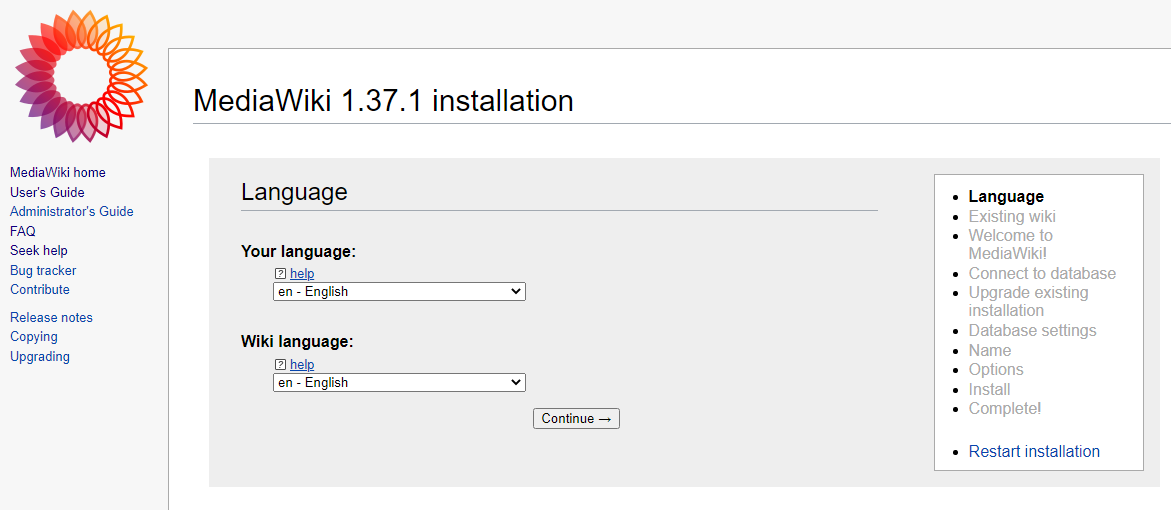 MediaWiki home
User's Guide
Administrator's Guide
FAQ
Seek help
Bug tracker
Contribute
Release notes
Copying
Upgrading
MediaWiki 1.37.1 installation
Language
Your language:
? help
en - English
Wiki language:
? help
en - English
Continue →
Language
Existing wiki
Welcome to
MediaWiki!
Connect to database
Upgrade existing
installation
Database settings
Name
Options
Install
Complete!
Restart installation